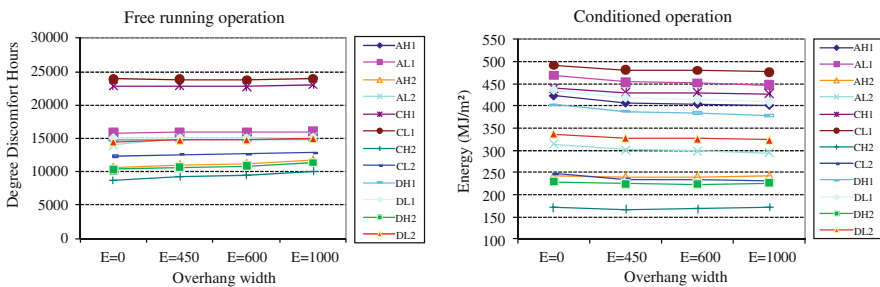 Free running operation
Degree Discomfort Hours
30000
25000
20000
15000
10000
5000
0
E=0 E=450 E=600 E=1000
Overhang width
AH1
AL1
AH2
AL2
CH1
CL1
CH2
CL2
DH1
DL1
DH2
DL2
Conditioned operation
Energy (MJ/m²)
550
500
450
400
350
300
250
200
150
100
E=0 E=450 E=600 E=1000
Overhang width
AH1
AL1
AH2
AL2
CH1
CL1
CH2
CL2
DH1
DL1
DH2
DL2